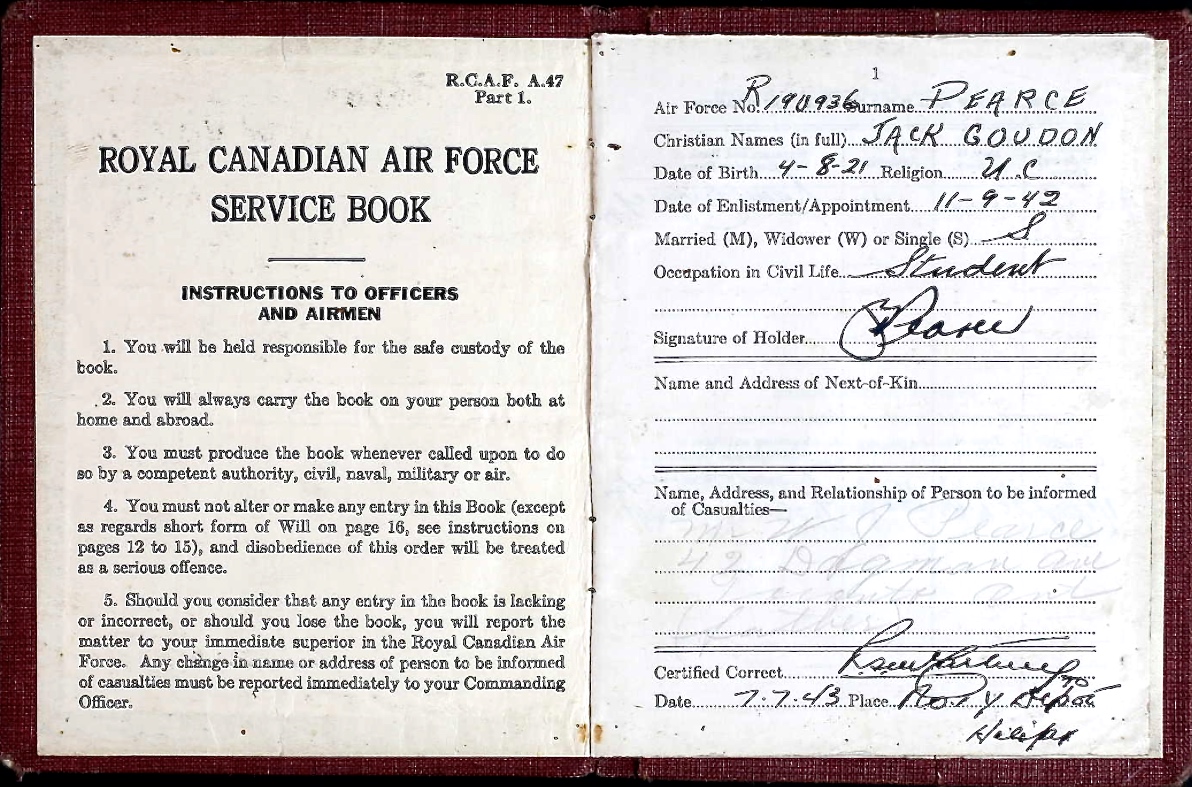 R.C.A.F. A.47
Part 1.
ROYAL CANADIAN AIR FORCE
SERVICE BOOK
INSTRUCTIONS TO OFFICERS
AND AIRMEN
1. You will be held responsible for the safe custody of the
book.
2. You will always carry the book on your person both at
home and abroad.
3. You must produce the book whenever called upon to do
so by a competent authority, civil, naval, military or air.
4. You must not alter or make any entry in this Book (except
as regards short form of Will on page 16, see instructions on
pages 12 to 15), and disobedience of this order will be treated
as a serious offence.
5. Should you consider that any entry in the book is lacking
or incorrect, or should you lose the book, you will report the
matter to your immediate superior in the Royal Canadian Air
Force. Any change in name or address of person to be informed
of casualties must be reported immediately to your Commanding
Officer.
1
Air Force No. R190936 Surname PEARCE
Christian Names (in full) JACK GOUDON
Date of Birth 4-8-21 Religion U.C
Date of Enlistment/Appointment 11-9-42
Married (M), Widower (W) or Single (S) S
Occupation in Civil Life Student
Signature of Holder J Pearce
Name and Address of Next-of-Kin
Name, Address, and Relationship of Person to be informed
of Casualties—
Mr W J Pearce
42
Toronto Ont
(father)
Certified Correct
Date 7.7.43 Place No. 1 Y Depot
Halifax